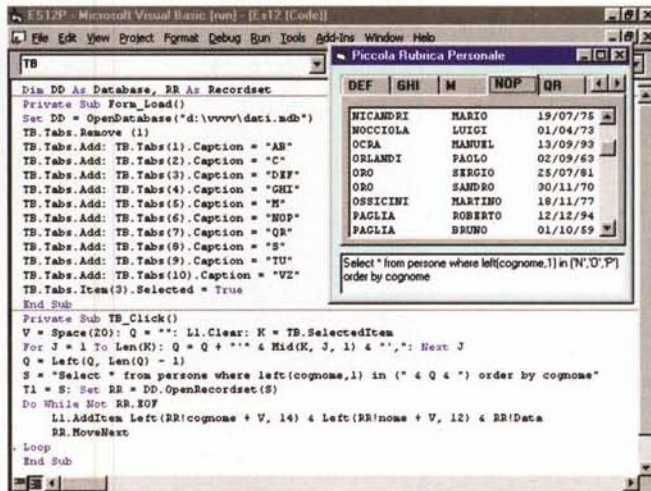 ES12P - Microsoft Visual Basic [run] - [Es12 (Code)]
File Edit View Project Format Debug Run Tools Add-Ins Window Help
TB
Dim DD As Database, RR As Recordset
Private Sub Form_Load()
Set DD = OpenDatabase("d:\vvvv\dati.mdb")
TB.Tabs.Remove (1)
TB.Tabs.Add: TB.Tabs(1).Caption = "AB"
TB.Tabs.Add: TB.Tabs(2).Caption = "C"
TB.Tabs.Add: TB.Tabs(3).Caption = "DEF"
TB.Tabs.Add: TB.Tabs(4).Caption = "GHI"
TB.Tabs.Add: TB.Tabs(5).Caption = "M"
TB.Tabs.Add: TB.Tabs(6).Caption = "NOP"
TB.Tabs.Add: TB.Tabs(7).Caption = "QR"
TB.Tabs.Add: TB.Tabs(8).Caption = "S"
TB.Tabs.Add: TB.Tabs(9).Caption = "TU"
TB.Tabs.Add: TB.Tabs(10).Caption = "VZ"
TB.Tabs.Item(3).Selected = True
End Sub
Private Sub TB_Click()
V = Space(20): Q = "": L1.Clear: K = TB.SelectedItem
For J = 1 To Len(K): Q = Q + "'" & Mid(K, J, 1) & "',": Next J
Q = Left(Q, Len(Q) - 1)
S = "Select * from persone where left(cognome,1) in (" & Q & ") order by cognome"
T1 = S: Set RR = DD.OpenRecordset(S)
Do While Not RR.EOF
L1.AddItem Left(RR!cognome + V, 14) & Left(RR!nome + V, 12) & RR!Data
RR.MoveNext
Loop
End Sub
Piccola Rubrica Personale
DEF GHI M NOP QR
NICANDRI MARIO 19/07/75
NOCCIOLA LUIGI 01/04/73
OCRA MANUEL 13/09/93
ORLANDI PAOLO 02/09/63
ORO SERGIO 25/07/81
ORO SANDRO 30/11/70
OSSICINI MARTINO 18/11/77
PAGLIA ROBERTO 12/12/94
PAGLIA BRUNO 01/10/59
Select * from persone where left(cognome,1) in ('N','O','P')
order by cognome